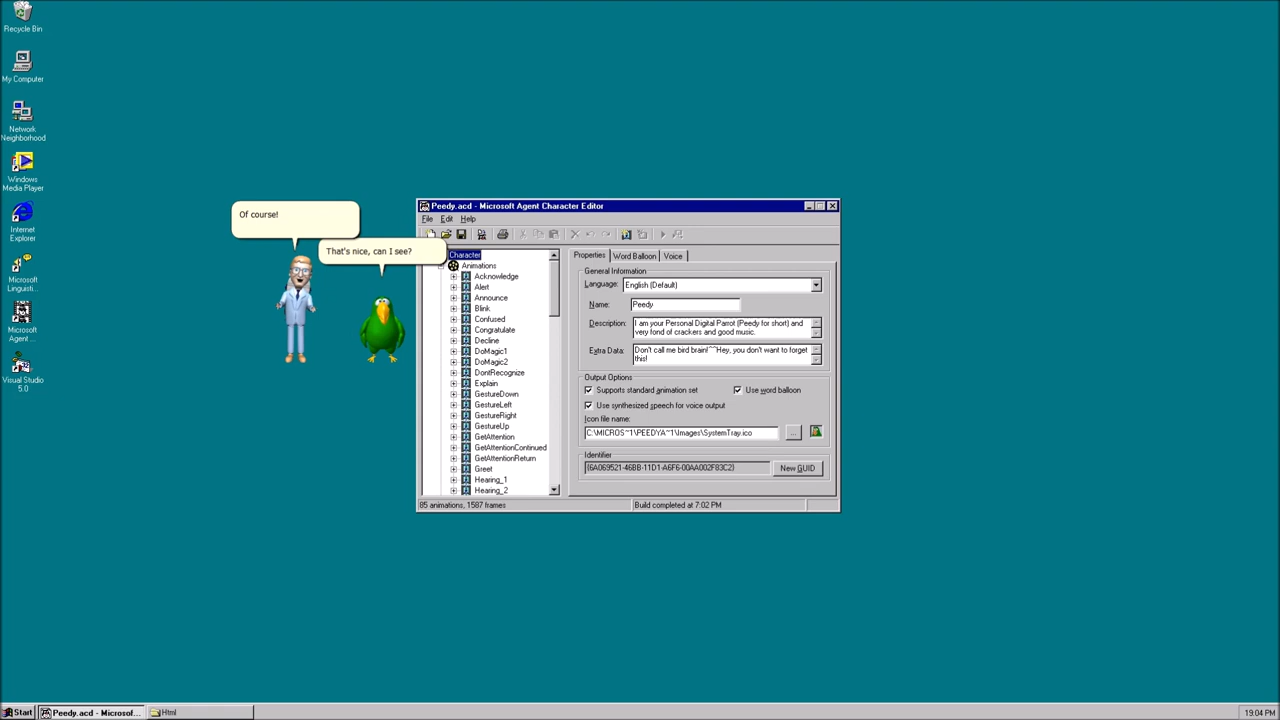 Recycle Bin
My Computer
Network
Neighborhood
Windows
Media Player
Internet
Explorer
Microsoft
Linguisti...
Microsoft
Agent ...
Visual Studio
5.0
Of course!
That's nice, can I see?
Peedy.acd - Microsoft Agent Character Editor
File Edit Help
Character
Animations
Acknowledge
Alert
Announce
Blink
Confused
Congratulate
Decline
DoMagic1
DoMagic2
DontRecognize
Explain
GestureDown
GestureLeft
GestureRight
GestureUp
GetAttention
GetAttentionContinued
GetAttentionReturn
Greet
Hearing_1
Hearing_2
Properties Word Balloon Voice
General Information
Language: English (Default)
Name: Peedy
Description: I am your Personal Digital Parrot (Peedy for short) and
very fond of crackers and good music.
Extra Data: Don't call me bird brain!^^Hey, you don't want to forget
this!
Output Options
Supports standard animation set Use word balloon
Use synthesized speech for voice output
Icon file name:
C:\MICROS~1\PEEDYA~1\Images\SystemTray.ico ...
Identifier
{6A069521-46BB-11D1-A6F6-00AA002F83C2} New GUID
85 animations, 1587 frames Build completed at 7:02 PM
Start Peedy.acd - Microsof... Html 19:04 PM